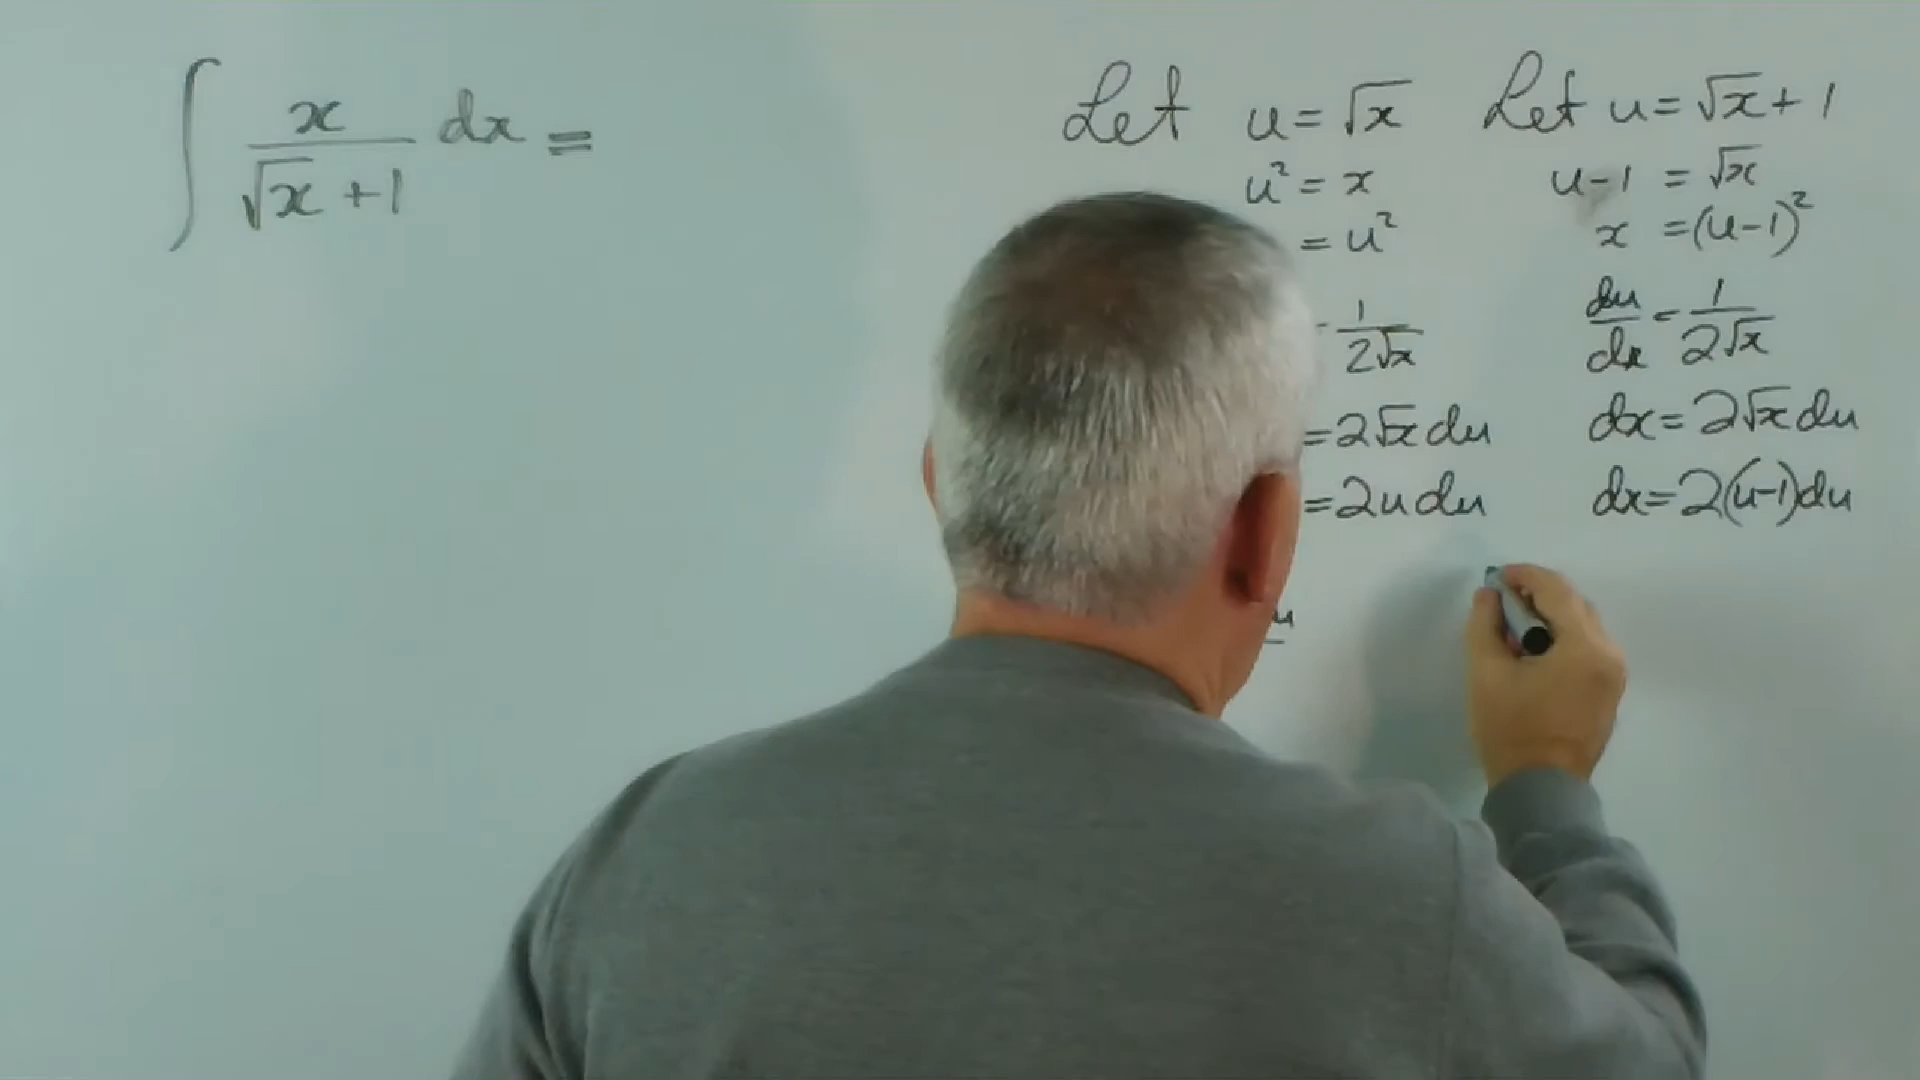 ∫ x/(√x + 1) dx =
Let u = √x
u² = x
= u²
1/(2√x)
= 2√x du
= 2u du
Let u = √x + 1
u-1 = √x
x = (u-1)²
du/dx = 1/(2√x)
dx = 2√x du
dx = 2(u-1)du